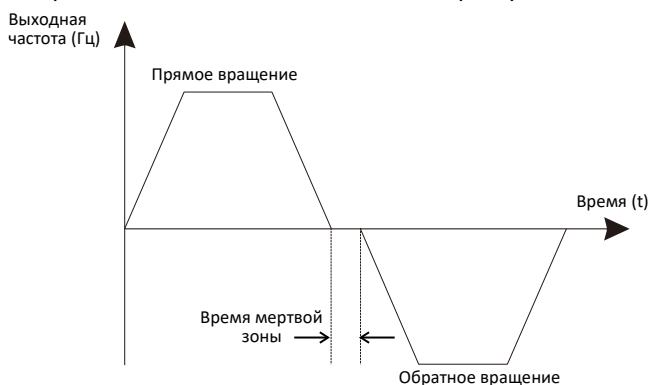 Выходная
частота (Гц)
Прямое вращение
Время (t)
Время мертвой
зоны
Обратное вращение